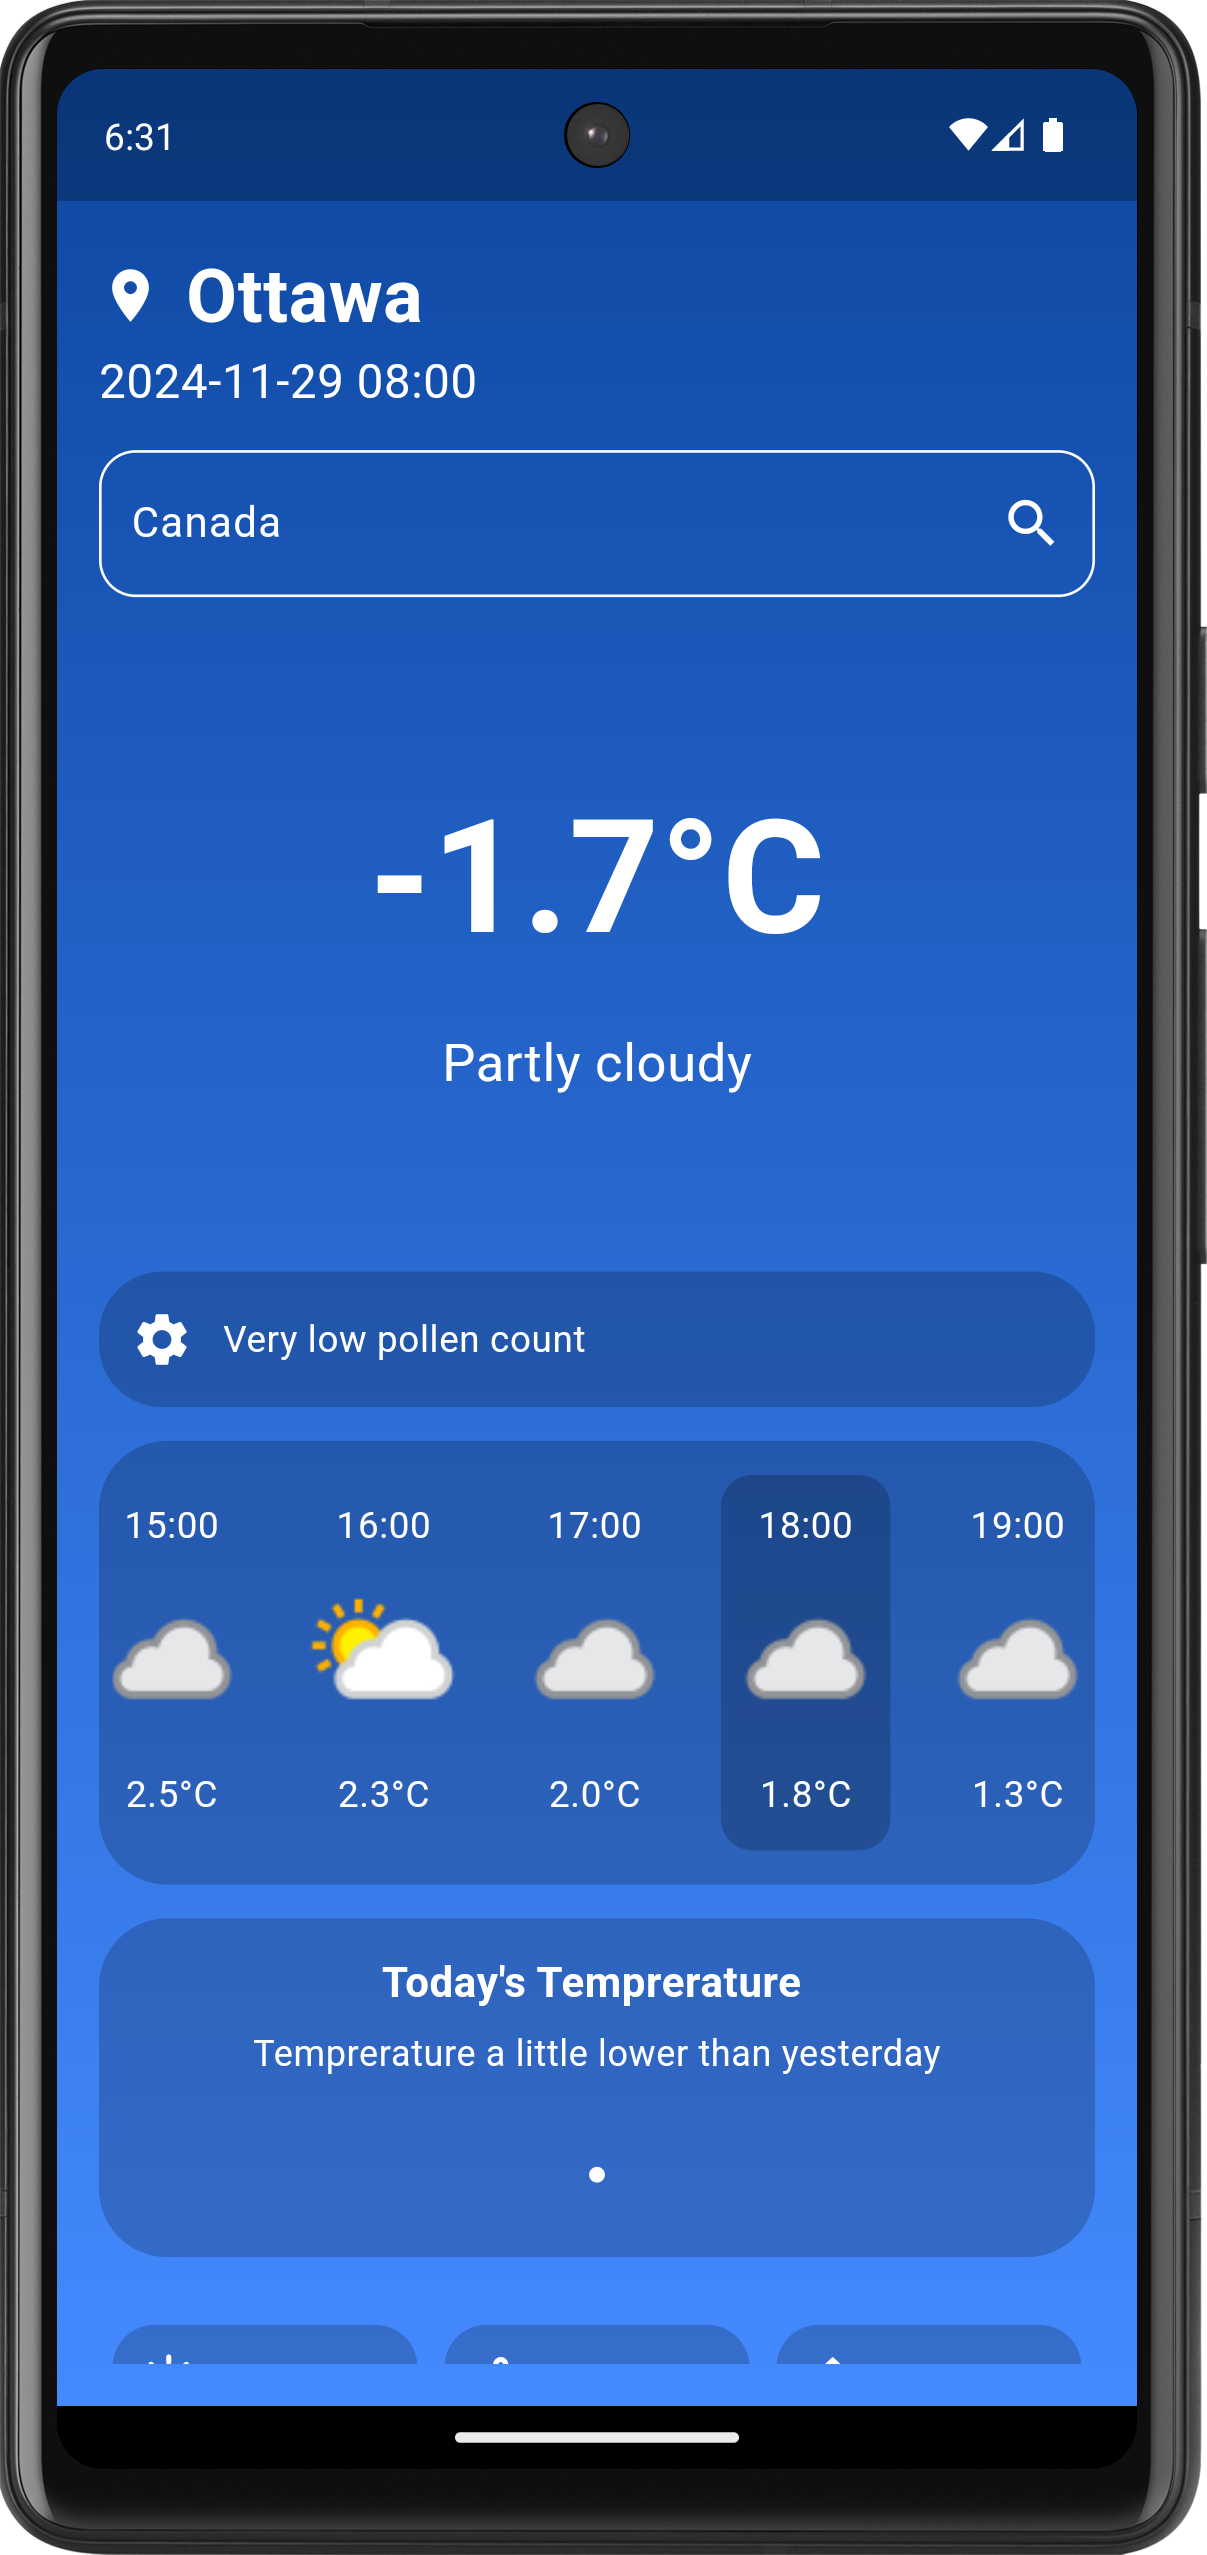 6:31
Ottawa
2024-11-29 08:00
Canada
-1.7°C
Partly cloudy
Very low pollen count
15:00 16:00 17:00 18:00 19:00
2.5°C 2.3°C 2.0°C 1.8°C 1.3°C
Today's Temprerature
Temprerature a little lower than yesterday